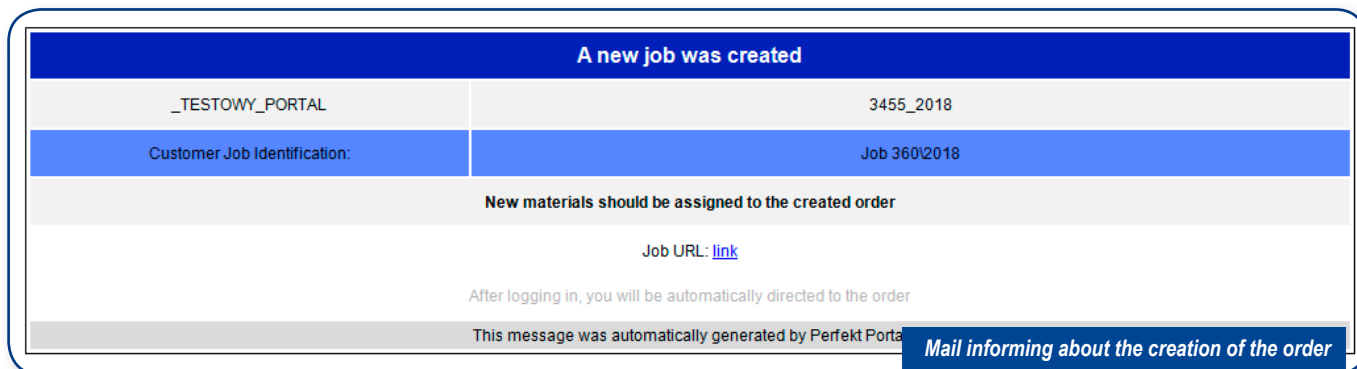 A new job was created
_TESTOWY_PORTAL 3455_2018
Customer Job Identification: Job 360\2018
New materials should be assigned to the created order
Job URL: link
After logging in, you will be automatically directed to the order
This message was automatically generated by Perfekt Porta
Mail informing about the creation of the order